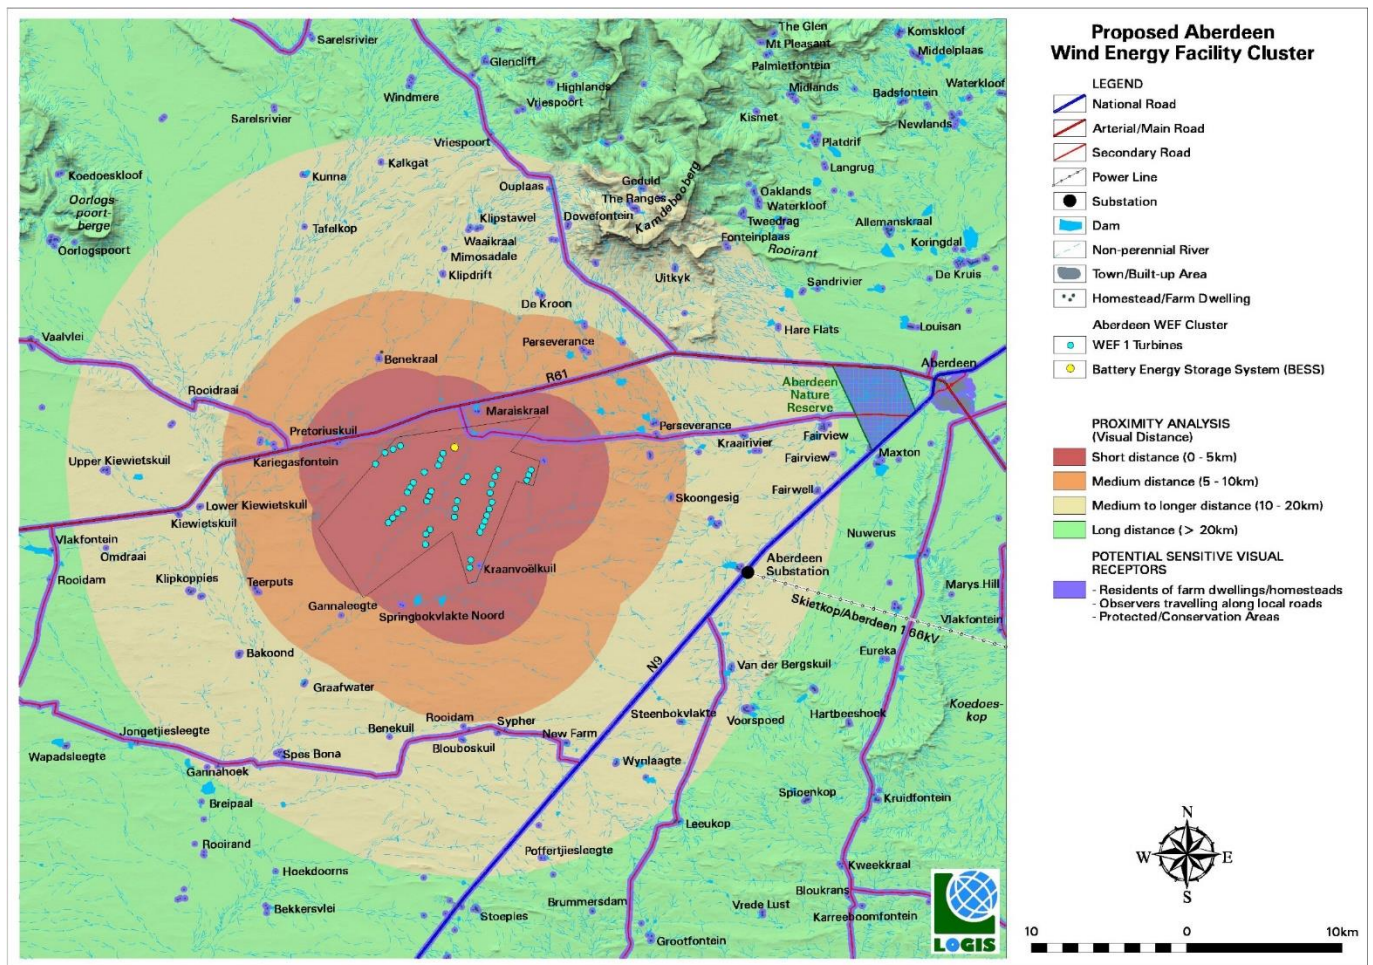 Proposed Aberdeen
Wind Energy Facility Cluster
LEGEND
National Road
Arterial/Main Road
Secondary Road
Power Line
Substation
Dam
Non-perennial River
Town/Built-up Area
Homestead/Farm Dwelling
Aberdeen WEF Cluster
WEF 1 Turbines
Battery Energy Storage System (BESS)
PROXIMITY ANALYSIS
(Visual Distance)
Short distance (0 - 5km)
Medium distance (5 - 10km)
Medium to longer distance (10 - 20km)
Long distance (> 20km)
POTENTIAL SENSITIVE VISUAL
RECEPTORS
- Residents of farm dwellings/homesteads
- Observers travelling along local roads
- Protected/Conservation Areas
N
W
E
S
10
0
10km
LOGIS
The Glen
Sarelsrivier
Komskloof
Mt Pleasant
Middelplaas
Glencliff
Palmietfontein
Highlands
Midlands
Badsfontein
Waterkloof
Windmere
Vriespoort
Sarelsrivier
Kismet
Newlands
Vriespoort
Platdrif
Kalkgat
Langrug
Koedoeskloof
Kunna
Ouplaas
Geduld
Oaklands
Oorlogs-
poort-
berge
The Ranges
Kamdebooberg
Waterkloof
Klipstawel
Dowefontein
Tweedrag
Allemanskraal
Tafelkop
Waaikraal
Fonteinplaas
Koringdal
Oorlogspoort
Mimosadale
Rooirant
Klipdrift
Uitkyk
De Kruis
Sandrivier
De Kroon
Hare Flats
Louisan
Vaalvlei
Perseverance
Benekraal
Aberdeen
R61
Rooidraai
Aberdeen
Nature
Reserve
Maraiskraal
Pretoriuskuil
Perseverance
Kraairivier
Fairview
Kariegasfontein
Fairview
Maxton
Upper Kiewietskuil
Skoongesig
Fairwell
Lower Kiewietskuil
Kiewietskuil
Vlakfontein
Nuwerus
Omdraai
Aberdeen
Substation
Kraanvoëlkuil
Rooidam
Klipkoppies
Teerputs
Marys Hill
Gannaleegte
Skietkop/Aberdeen 1 66kV
Springbokvlakte Noord
Vlakfontein
Bakoond
N9
Eureka
Van der Bergskuil
Graafwater
Koedoes-
kop
Steenbokvlakte
Voorspoed
Hartbeeshoek
Rooidam
Sypher
Jongetjiesleegte
Benekuil
New Farm
Blouboskuil
Wapadsleegte
Spes Bona
Wynlaagte
Gannahoek
Breipaal
Spioenkop
Kruidfontein
Leeukop
Rooirand
Poffertjiesleegte
Hoekdoorns
Kweekkraal
Bloukrans
Bekkersvlei
Stoepies
Brummersdam
Vrede Lust
Karreeboomfontein
Grootfontein